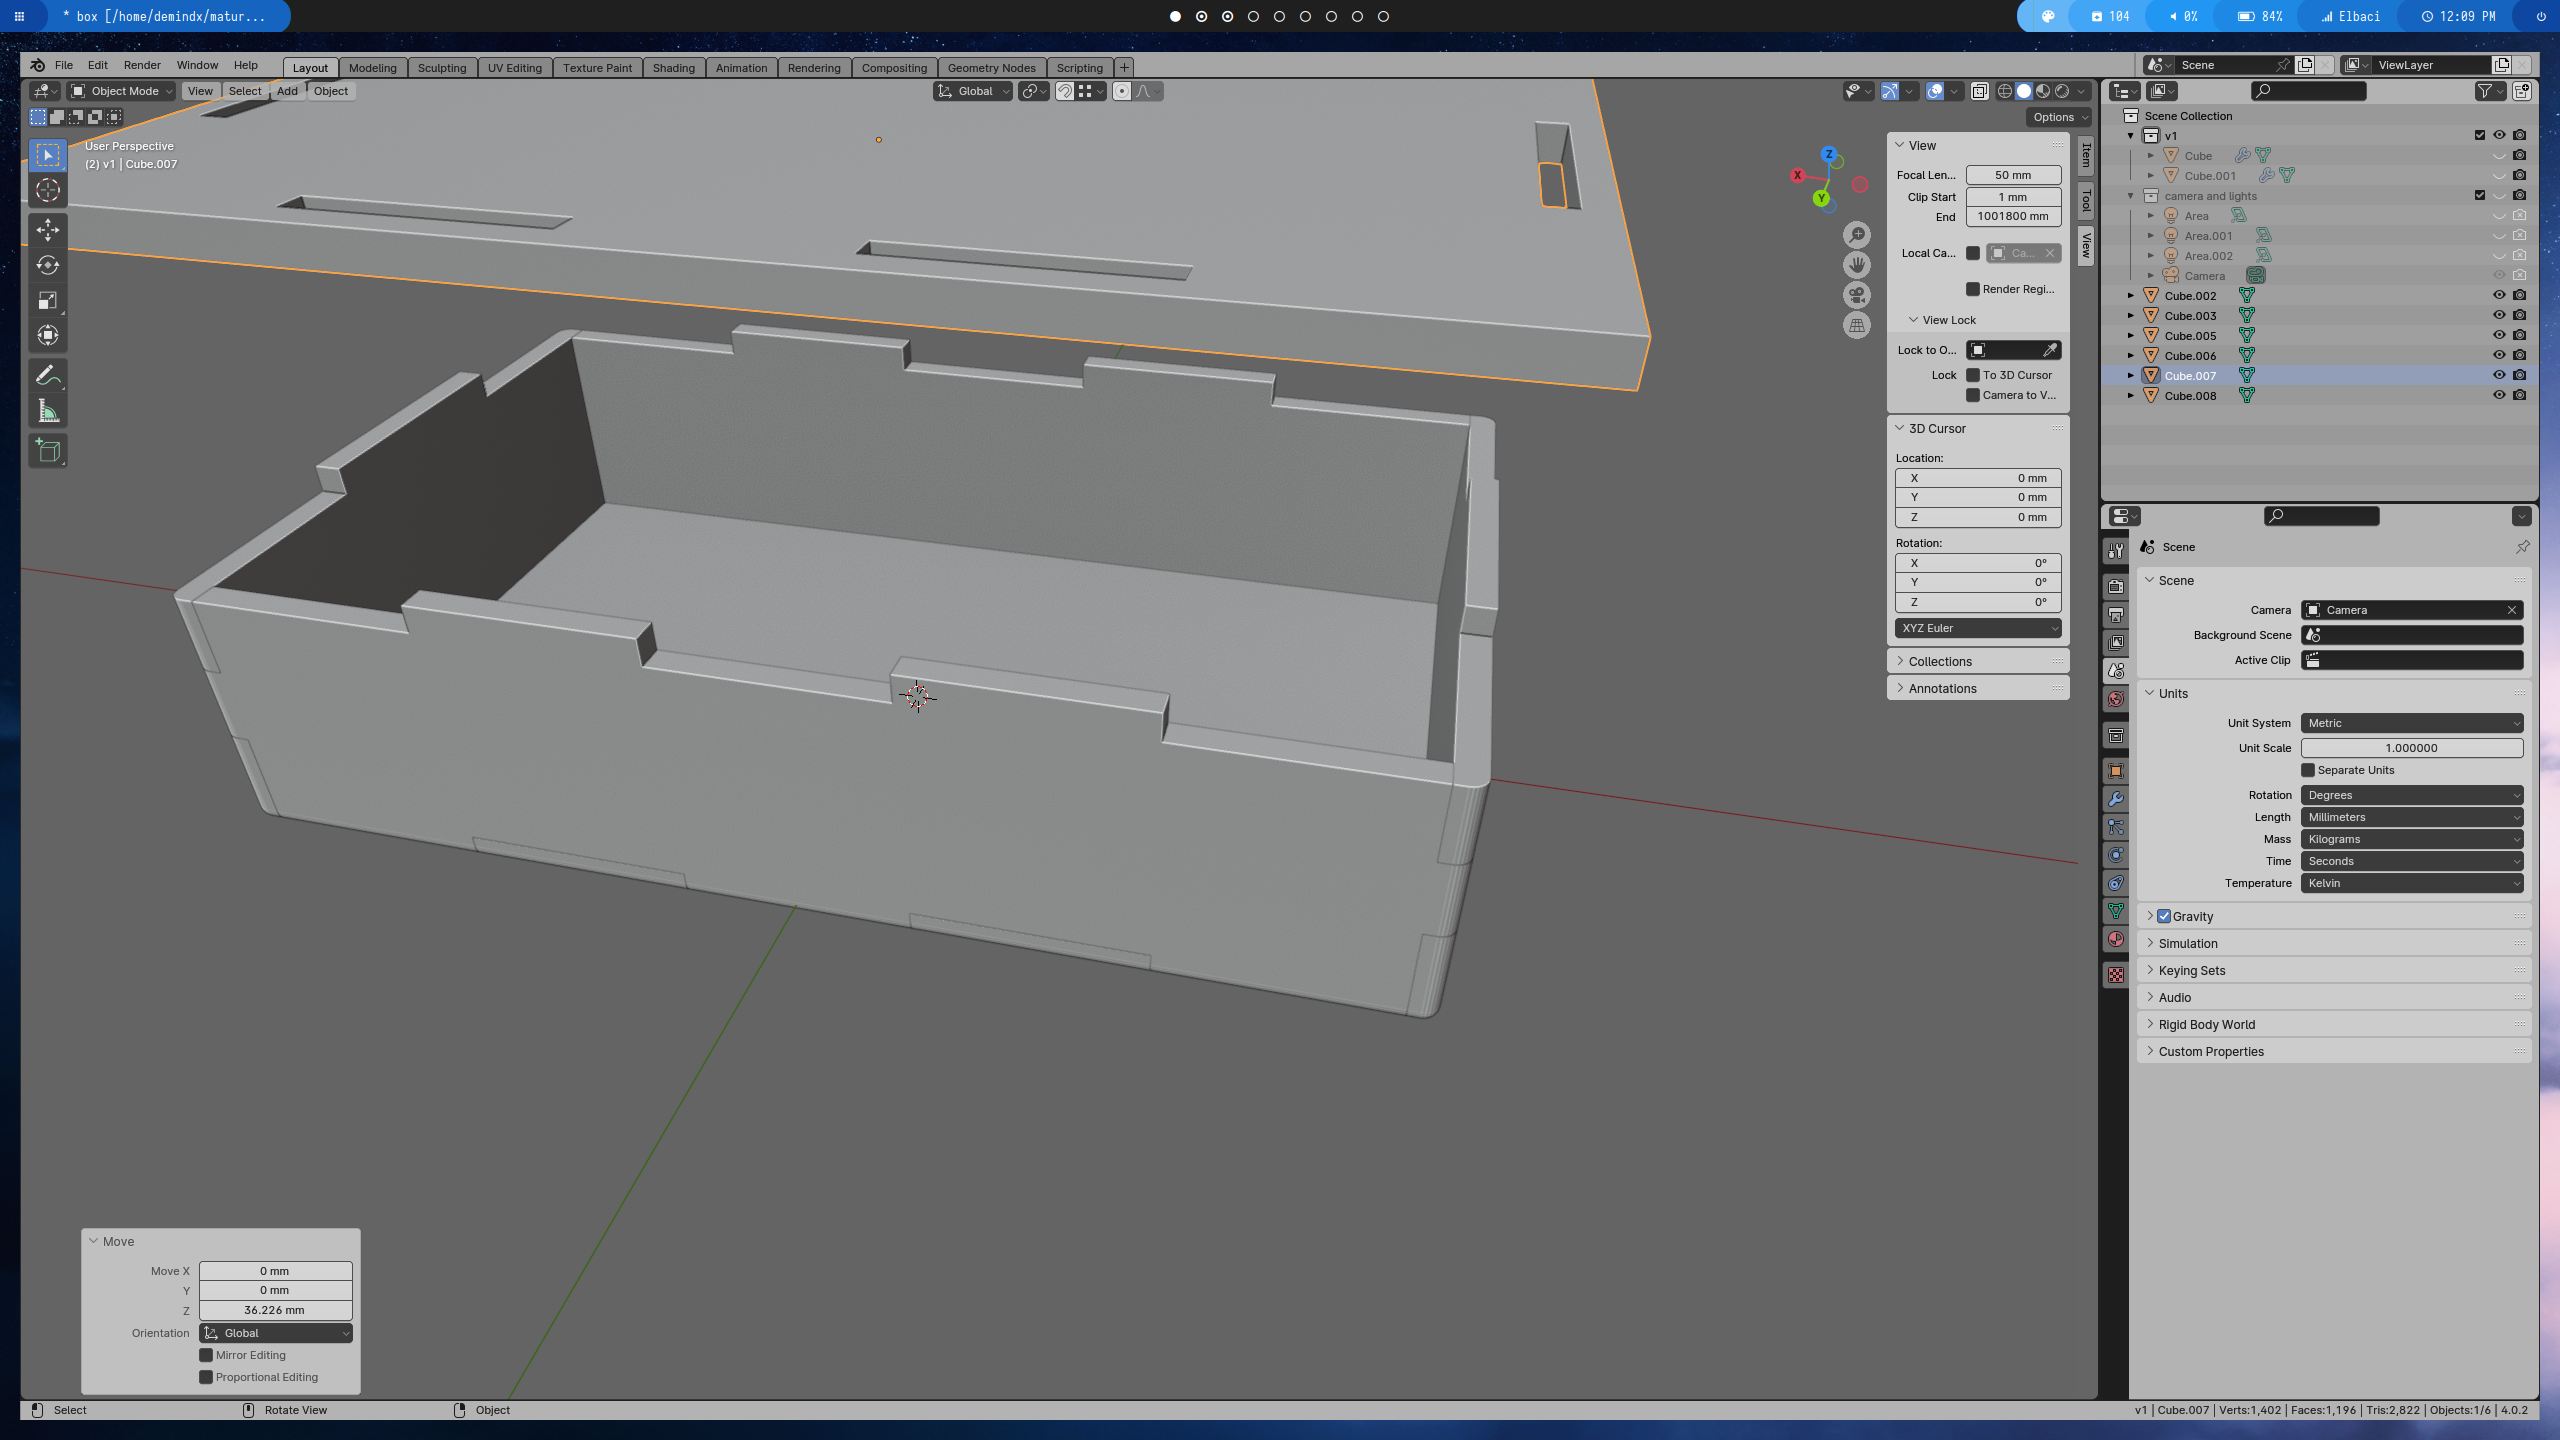 * box [/home/demindx/matur...
104
0%
84%
Elbaci
12:09 PM
File Edit Render Window Help
Layout Modeling Sculpting UV Editing Texture Paint Shading Animation Rendering Compositing Geometry Nodes Scripting +
Scene
ViewLayer
Object Mode View Select Add Object
Global
Options
User Perspective
(2) v1 | Cube.007
X
Y
Z
Item
Tool
View
View
Focal Len... 50 mm
Clip Start 1 mm
End 1001800 mm
Local Ca... Ca...
Render Regi...
View Lock
Lock to O...
Lock To 3D Cursor
Camera to V...
3D Cursor
Location:
X 0 mm
Y 0 mm
Z 0 mm
Rotation:
X 0°
Y 0°
Z 0°
XYZ Euler
Collections
Annotations
Scene Collection
v1
Cube
Cube.001
camera and lights
Area
Area.001
Area.002
Camera
Cube.002
Cube.003
Cube.005
Cube.006
Cube.007
Cube.008
Scene
Scene
Camera Camera
Background Scene
Active Clip
Units
Unit System Metric
Unit Scale 1.000000
Separate Units
Rotation Degrees
Length Millimeters
Mass Kilograms
Time Seconds
Temperature Kelvin
Gravity
Simulation
Keying Sets
Audio
Rigid Body World
Custom Properties
Move
Move X 0 mm
Y 0 mm
Z 36.226 mm
Orientation Global
Mirror Editing
Proportional Editing
Select
Rotate View
Object
v1 | Cube.007 | Verts:1,402 | Faces:1,196 | Tris:2,822 | Objects:1/6 | 4.0.2